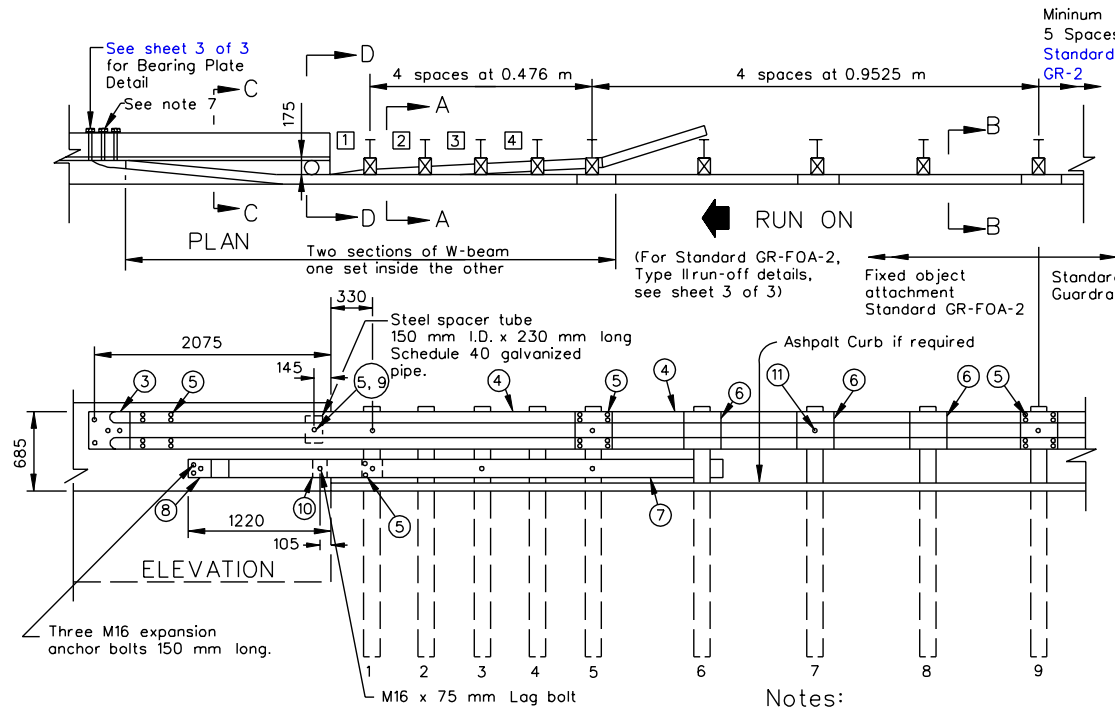 Mininum
5 Spaces
Standard
GR-2
See sheet 3 of 3
for Bearing Plate
Detail
See note 7
C
D
4 spaces at 0.476 m
4 spaces at 0.9525 m
A
B
175
1
2
3
4
C
D
A
B
PLAN
RUN ON
Two sections of W-beam
one set inside the other
(For Standard GR-FOA-2,
Type II run-off details,
see sheet 3 of 3)
Fixed object
attachment
Standard GR-FOA-2
Standar
Guardra
330
Steel spacer tube
150 mm I.D. x 230 mm long
Schedule 40 galvanized
pipe.
2075
145
5, 9
Ashpalt Curb if required
3
5
4
5
4
6
11
6
6
5
685
8
10
5
7
1220
105
ELEVATION
Three M16 expansion
anchor bolts 150 mm long.
M16 x 75 mm Lag bolt
1
2
3
4
5
6
7
8
9
Notes: